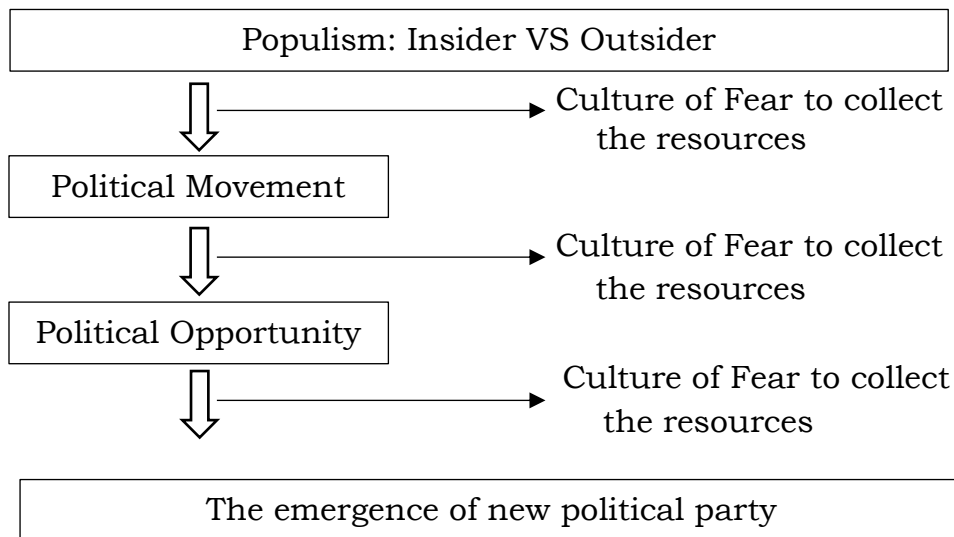 Populism: Insider VS Outsider
Culture of Fear to collect
the resources
Political Movement
Culture of Fear to collect
the resources
Political Opportunity
Culture of Fear to collect
the resources
The emergence of new political party